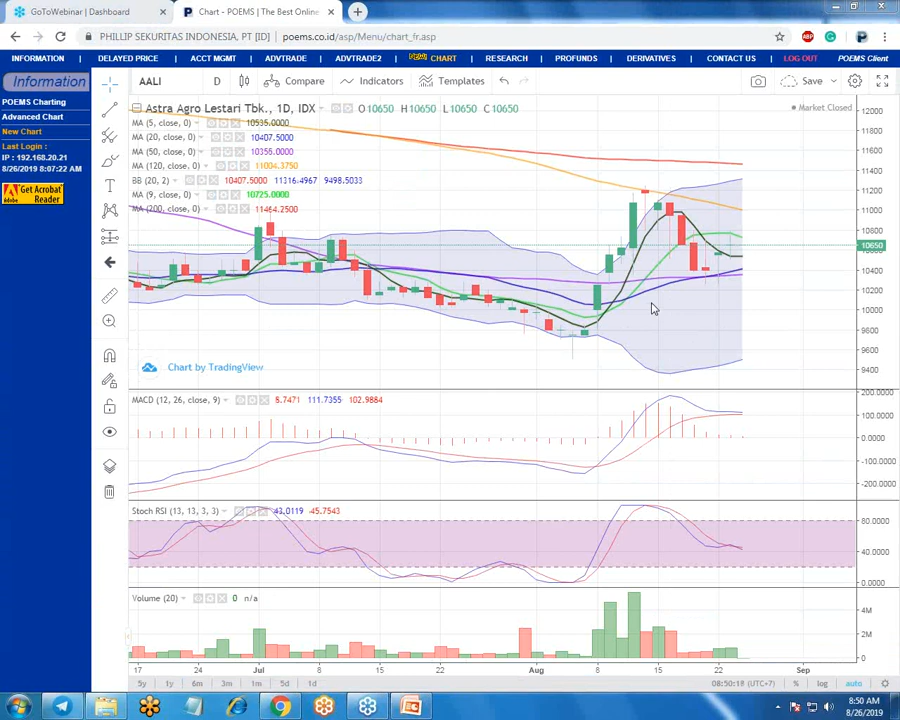 GoToWebinar | Dashboard
Chart - POEMS | The Best Online
PHILLIP SEKURITAS INDONESIA, PT [ID] | poems.co.id/asp/Menu/chart_fr.asp
INFORMATION DELAYED PRICE ACCT MGMT ADVTRADE ADVTRADE2 NEW! CHART RESEARCH PROFUNDS DERIVATIVES CONTACT US LOG OUT POEMS Client
Information
POEMS Charting
Advanced Chart
New Chart
Last Login :
IP : 192.168.20.21
8/26/2019 8:07:22 AM
Get Acrobat
Adobe Reader
AALI D Compare Indicators Templates Save
Astra Agro Lestari Tbk., 1D, IDX O10650 H10650 L10650 C10650
Market Closed
MA (5, close, 0) 10535.0000
MA (20, close, 0) 10407.5000
MA (50, close, 0) 10355.0000
MA (120, close, 0) 11004.3750
BB (20, 2) 10407.5000 11316.4967 9498.5033
MA (9, close, 0) 10725.0000
MA (200, close, 0) 11464.2500
12000
11800
11600
11400
11200
11000
10800
10650
10400
10200
10000
9800
9600
9400
Chart by TradingView
MACD (12, 26, close, 9) 8.7471 111.7355 102.9884
200.0000
100.0000
0.0000
-100.0000
-200.0000
Stoch RSI (13, 13, 3, 3) 43.0119 45.7543
80.0000
40.0000
0.0000
Volume (20) 0 n/a
4M
2M
0
17 24 Jul 8 15 22 Aug 8 15 22 Sep
5y 1y 6m 3m 1m 5d 1d 08:50:18 (UTC+7) % log auto
8:50 AM
8/26/2019